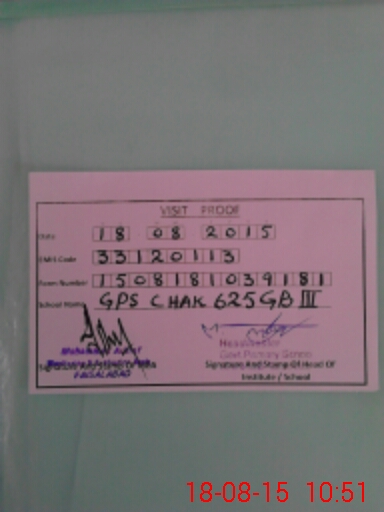 VISIT PROOF
Date 18 08 2015
EMIS Code 33120113
Form Number 150818103918 1
School Name GPS CHAK 625GB III
Headmaster
Govt Primary School
Signature And Stamp Of Head Of
FAISALABAD
Institute / School
18-08-15 10:51